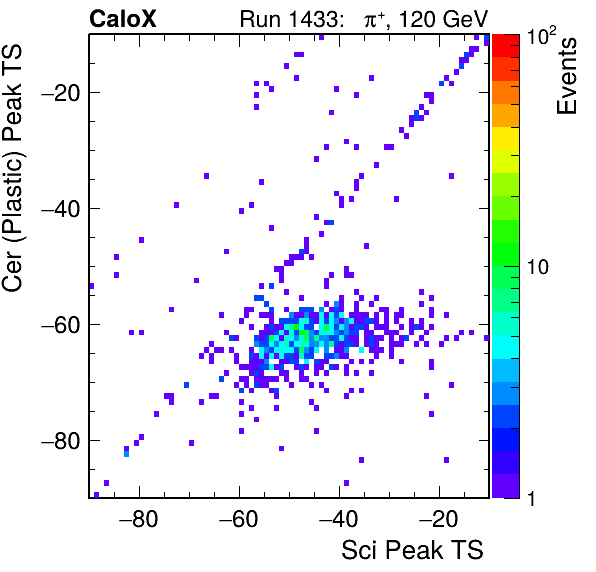 CaloX Run 1433: π⁺, 120 GeV
Cer (Plastic) Peak TS
−20
−40
−60
−80
−80 −60 −40 −20
Sci Peak TS
10²
10
1
Events